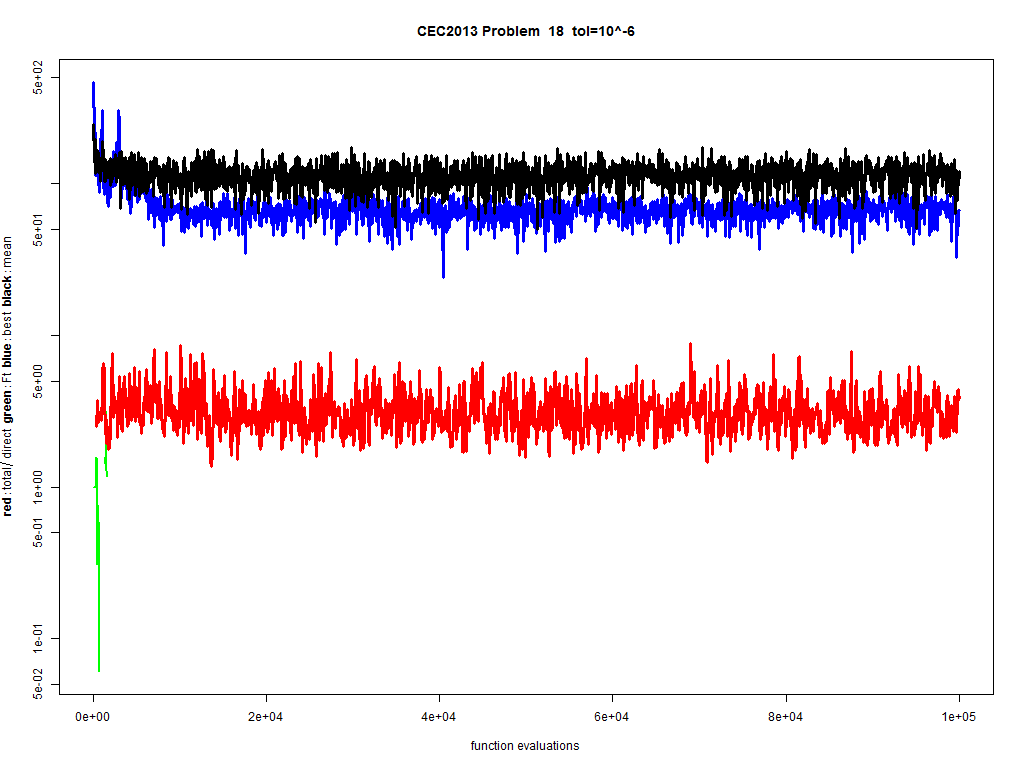 CEC2013 Problem 18 tol=10^-6
red : total/ direct green : Ft blue : best black : mean
5e+02
5e+01
5e+00
1e+00
5e-01
1e-01
5e-02
0e+00 2e+04 4e+04 6e+04 8e+04 1e+05
function evaluations